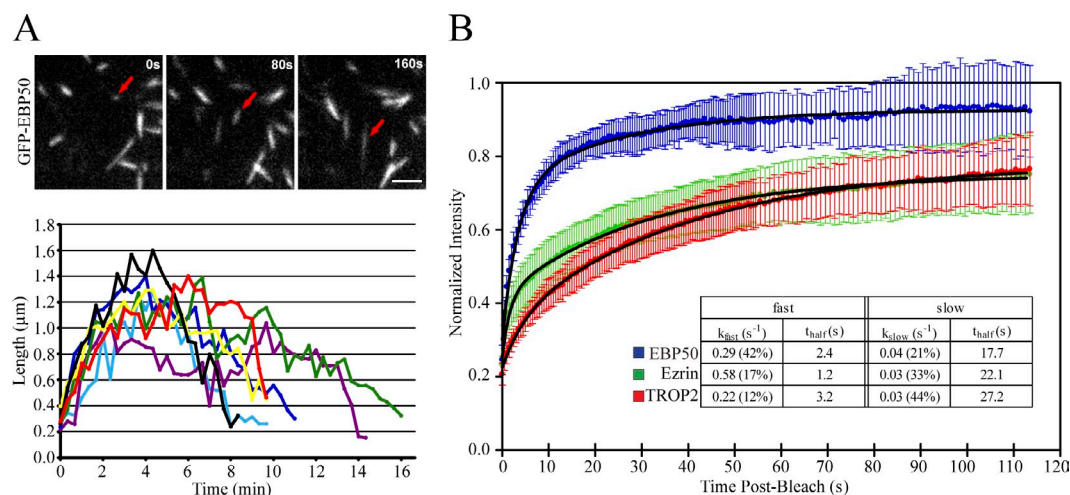 A
B
GFP-EBP50
0s
80s
160s
Length (µm)
1.8
1.6
1.4
1.2
1.0
0.8
0.6
0.4
0.2
0.0
0 2 4 6 8 10 12 14 16
Time (min)
Normalized Intensity
1.0
0.8
0.6
0.4
0.2
0.0
0 10 20 30 40 50 60 70 80 90 100 110 120
Time Post-Bleach (s)
fast slow
kfast (s-1) thalf (s) kslow (s-1) thalf (s)
EBP50 0.29 (42%) 2.4 0.04 (21%) 17.7
Ezrin 0.58 (17%) 1.2 0.03 (33%) 22.1
TROP2 0.22 (12%) 3.2 0.03 (44%) 27.2